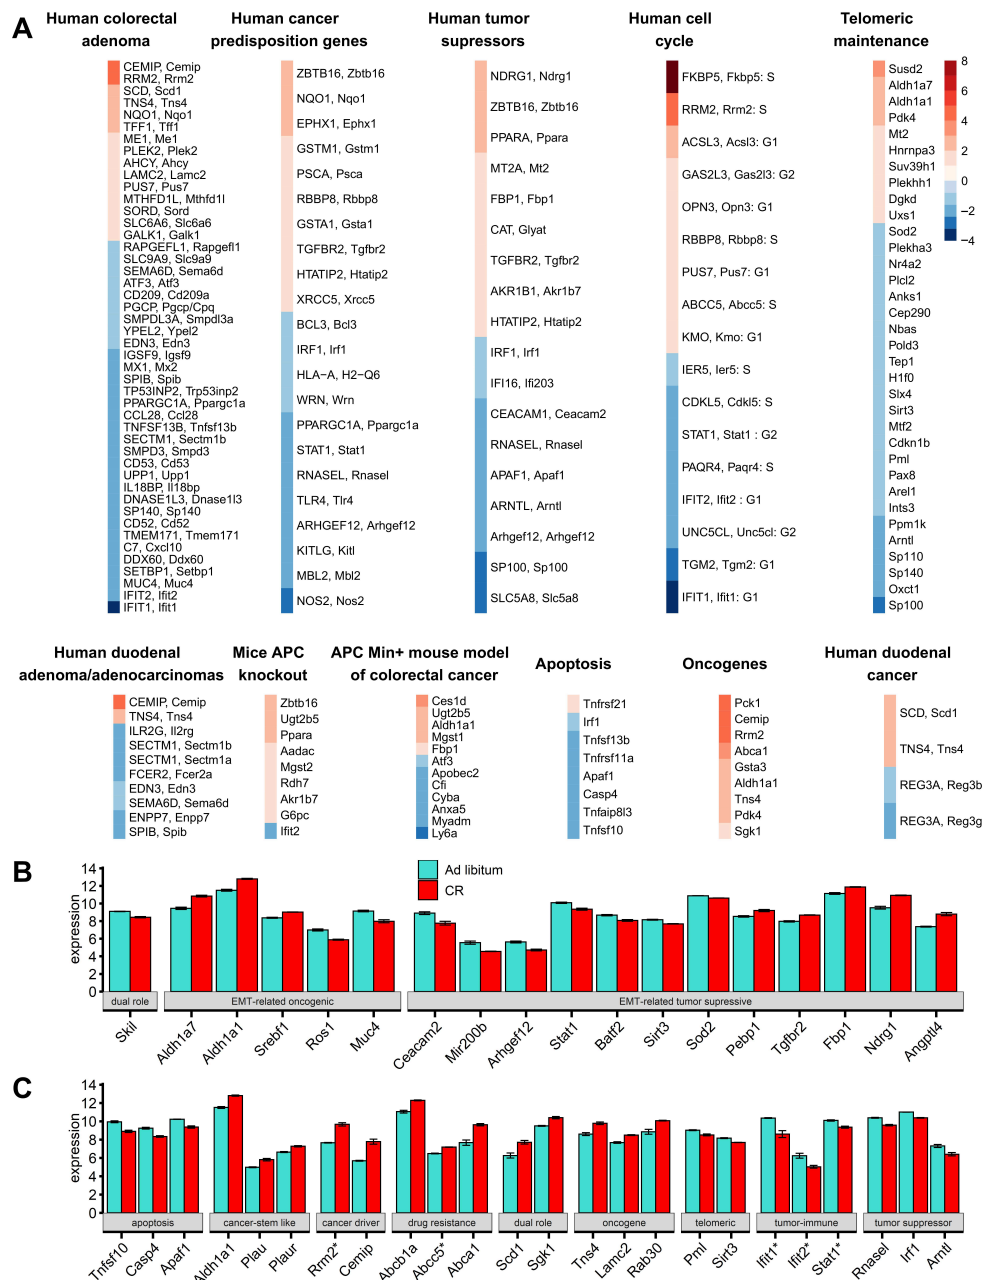 A
Human colorectal
adenoma
CEMIP, Cemip
RRM2, Rrm2
SCD, Scd1
TNS4, Tns4
NQO1, Nqo1
TFF1, Tff1
ME1, Me1
PLEK2, Plek2
AHCY, Ahcy
LAMC2, Lamc2
PUS7, Pus7
MTHFD1L, Mthfd1l
SORD, Sord
SLC6A6, Slc6a6
GALK1, Galk1
RAPGEFL1, Rapgefl1
SLC9A9, Slc9a9
SEMA6D, Sema6d
ATF3, Atf3
CD209, Cd209a
PGCP, Pgcp/Cpq
SMPDL3A, Smpdl3a
YPEL2, Ypel2
EDN3, Edn3
IGSF9, Igsf9
MX1, Mx2
SPIB, Spib
TP53INP2, Trp53inp2
PPARGC1A, Ppargc1a
CCL28, Ccl28
TNFSF13B, Tnfsf13b
SECTM1, Sectm1b
SMPD3, Smpd3
CD53, Cd53
UPP1, Upp1
IL18BP, Il18bp
DNASE1L3, Dnase1l3
SP140, Sp140
CD52, Cd52
TMEM171, Tmem171
C7, Cxcl10
DDX60, Ddx60
SETBP1, Setbp1
MUC4, Muc4
IFIT2, Ifit2
IFIT1, Ifit1
Human cancer
predisposition genes
ZBTB16, Zbtb16
NQO1, Nqo1
EPHX1, Ephx1
GSTM1, Gstm1
PSCA, Psca
RBBP8, Rbbp8
GSTA1, Gsta1
TGFBR2, Tgfbr2
HTATIP2, Htatip2
XRCC5, Xrcc5
BCL3, Bcl3
IRF1, Irf1
HLA−A, H2−Q6
WRN, Wrn
PPARGC1A, Ppargc1a
STAT1, Stat1
RNASEL, Rnasel
TLR4, Tlr4
ARHGEF12, Arhgef12
KITLG, Kitl
MBL2, Mbl2
NOS2, Nos2
Human tumor
supressors
NDRG1, Ndrg1
ZBTB16, Zbtb16
PPARA, Ppara
MT2A, Mt2
FBP1, Fbp1
CAT, Glyat
TGFBR2, Tgfbr2
AKR1B1, Akr1b7
HTATIP2, Htatip2
IRF1, Irf1
IFI16, Ifi203
CEACAM1, Ceacam2
RNASEL, Rnasel
APAF1, Apaf1
ARNTL, Arntl
Arhgef12, Arhgef12
SP100, Sp100
SLC5A8, Slc5a8
Human cell
cycle
FKBP5, Fkbp5: S
RRM2, Rrm2: S
ACSL3, Acsl3: G1
GAS2L3, Gas2l3: G2
OPN3, Opn3: G1
RBBP8, Rbbp8: S
PUS7, Pus7: G1
ABCC5, Abcc5: S
KMO, Kmo: G1
IER5, Ier5: S
CDKL5, Cdkl5: S
STAT1, Stat1 : G2
PAQR4, Paqr4: S
IFIT2, Ifit2 : G1
UNC5CL, Unc5cl: G2
TGM2, Tgm2: G1
IFIT1, Ifit1: G1
Telomeric
maintenance
Susd2
Aldh1a7
Aldh1a1
Pdk4
Mt2
Hnrnpa3
Suv39h1
Plekhh1
Dgkd
Uxs1
Sod2
Plekha3
Nr4a2
Plcl2
Anks1
Cep290
Nbas
Pold3
Tep1
H1f0
Slx4
Sirt3
Mtf2
Cdkn1b
Pml
Pax8
Arel1
Ints3
Ppm1k
Arntl
Sp110
Sp140
Oxct1
Sp100
8
6
4
2
0
−2
−4
Human duodenal
adenoma/adenocarcinomas
CEMIP, Cemip
TNS4, Tns4
ILR2G, Il2rg
SECTM1, Sectm1b
SECTM1, Sectm1a
FCER2, Fcer2a
EDN3, Edn3
SEMA6D, Sema6d
ENPP7, Enpp7
SPIB, Spib
Mice APC
knockout
Zbtb16
Ugt2b5
Ppara
Aadac
Mgst2
Rdh7
Akr1b7
G6pc
Ifit2
APC Min+ mouse model
of colorectal cancer
Ces1d
Ugt2b5
Aldh1a1
Mgst1
Fbp1
Atf3
Apobec2
Cfi
Cyba
Anxa5
Myadm
Ly6a
Apoptosis
Tnfrsf21
Irf1
Tnfsf13b
Tnfrsf11a
Apaf1
Casp4
Tnfaip8l3
Tnfsf10
Oncogenes
Pck1
Cemip
Rrm2
Abca1
Gsta3
Aldh1a1
Tns4
Pdk4
Sgk1
Human duodenal
cancer
SCD, Scd1
TNS4, Tns4
REG3A, Reg3b
REG3A, Reg3g
B
Ad libitum
CR
expression
14
12
10
8
6
4
2
0
dual role
EMT-related oncogenic
EMT-related tumor supressive
Skil
Aldh1a7
Aldh1a1
Srebf1
Ros1
Muc4
Ceacam2
Mir200b
Arhgef12
Stat1
Batf2
Sirt3
Sod2
Pebp1
Tgfbr2
Fbp1
Ndrg1
Angptl4
C
expression
14
12
10
8
6
4
2
0
apoptosis
cancer-stem like
cancer driver
drug resistance
dual role
oncogene
telomeric
tumor-immune
tumor suppressor
Tnfsf10
Casp4
Apaf1
Aldh1a1
Plau
Plaur
Rrm2*
Cemip
Abcb1a
Abcc5*
Abca1
Scd1
Sgk1
Tns4
Lamc2
Rab30
Pml
Sirt3
Ifit1*
Ifit2*
Stat1*
Rnasel
Irf1
Arntl